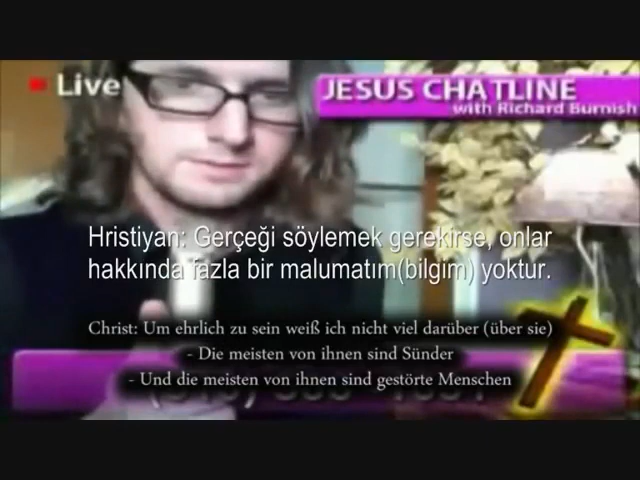 Live
JESUS CHATLINE
with Richard Burnish
Hristiyan: Gerçeği söylemek gerekirse, onlar
hakkında fazla bir malumatım(bilgim) yoktur.
Christ: Um ehrlich zu sein weiß ich nicht viel darüber (über sie)
- Die meisten von ihnen sind Sünder
- Und die meisten von ihnen sind gestörte Menschen